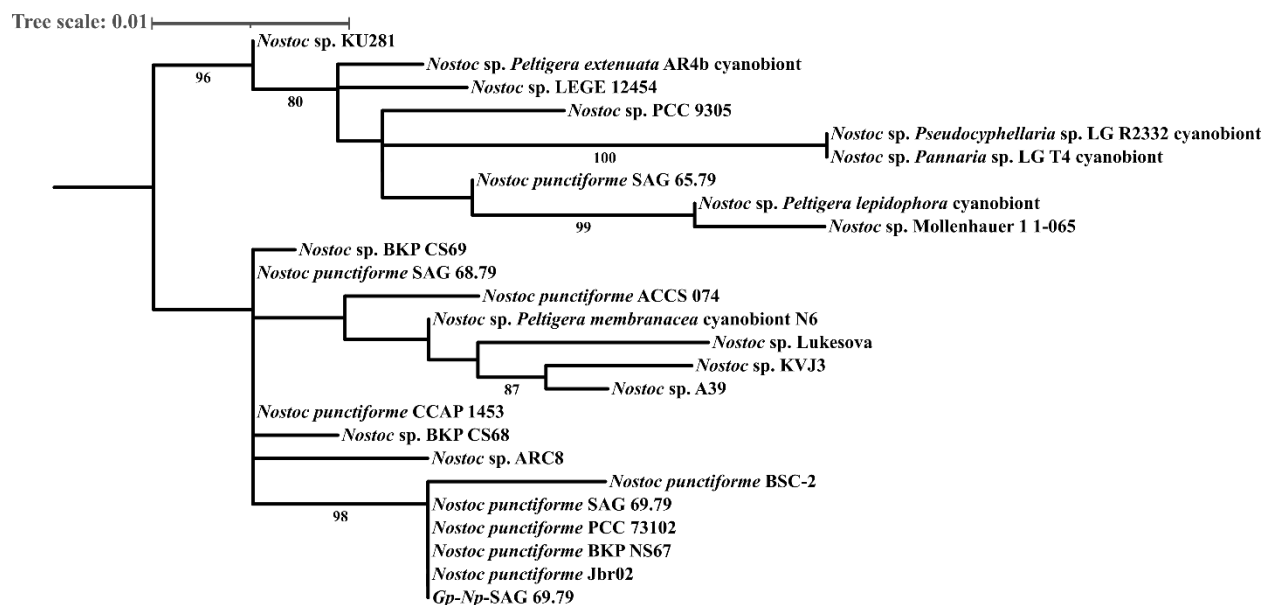 Tree scale: 0.01
Nostoc sp. KU281
96
Nostoc sp. Peltigera extenuata AR4b cyanobiont
Nostoc sp. LEGE 12454
80
Nostoc sp. PCC 9305
Nostoc sp. Pseudocyphellaria sp. LG R2332 cyanobiont
100
Nostoc sp. Pannaria sp. LG T4 cyanobiont
Nostoc punctiforme SAG 65.79
Nostoc sp. Peltigera lepidophora cyanobiont
99
Nostoc sp. Mollenhauer 1 1-065
Nostoc sp. BKP CS69
Nostoc punctiforme SAG 68.79
Nostoc punctiforme ACCS 074
Nostoc sp. Peltigera membranacea cyanobiont N6
Nostoc sp. Lukesova
Nostoc sp. KVJ3
87
Nostoc sp. A39
Nostoc punctiforme CCAP 1453
Nostoc sp. BKP CS68
Nostoc sp. ARC8
Nostoc punctiforme BSC-2
Nostoc punctiforme SAG 69.79
98
Nostoc punctiforme PCC 73102
Nostoc punctiforme BKP NS67
Nostoc punctiforme Jbr02
Gp-Np-SAG 69.79